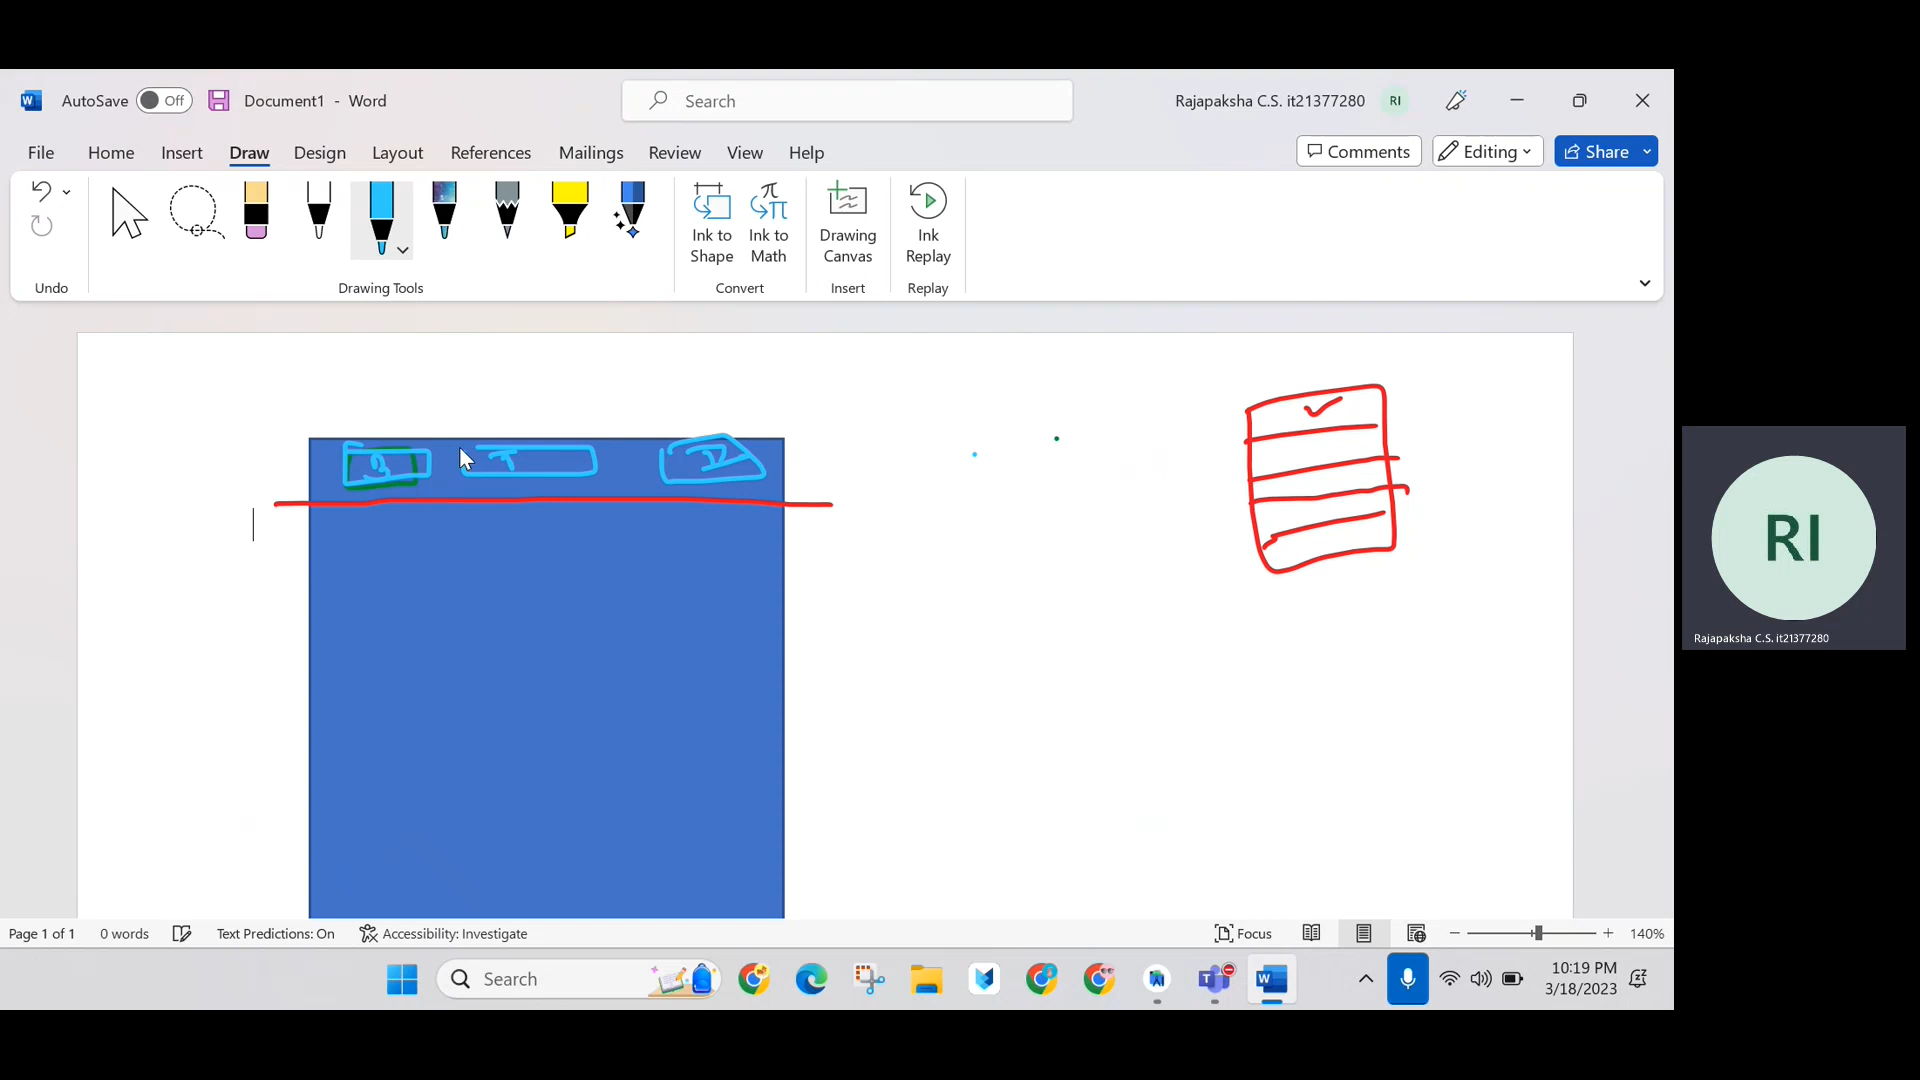 AutoSave Off Document1 - Word Search Rajapaksha C.S. it21377280 RI
File Home Insert Draw Design Layout References Mailings Review View Help Comments Editing Share
Ink to Shape Ink to Math Drawing Canvas Ink Replay
Undo Drawing Tools Convert Insert Replay
RI
Rajapaksha C.S. it21377280
Page 1 of 1 0 words Text Predictions: On Accessibility: Investigate Focus 140%
Search 10:19 PM
3/18/2023